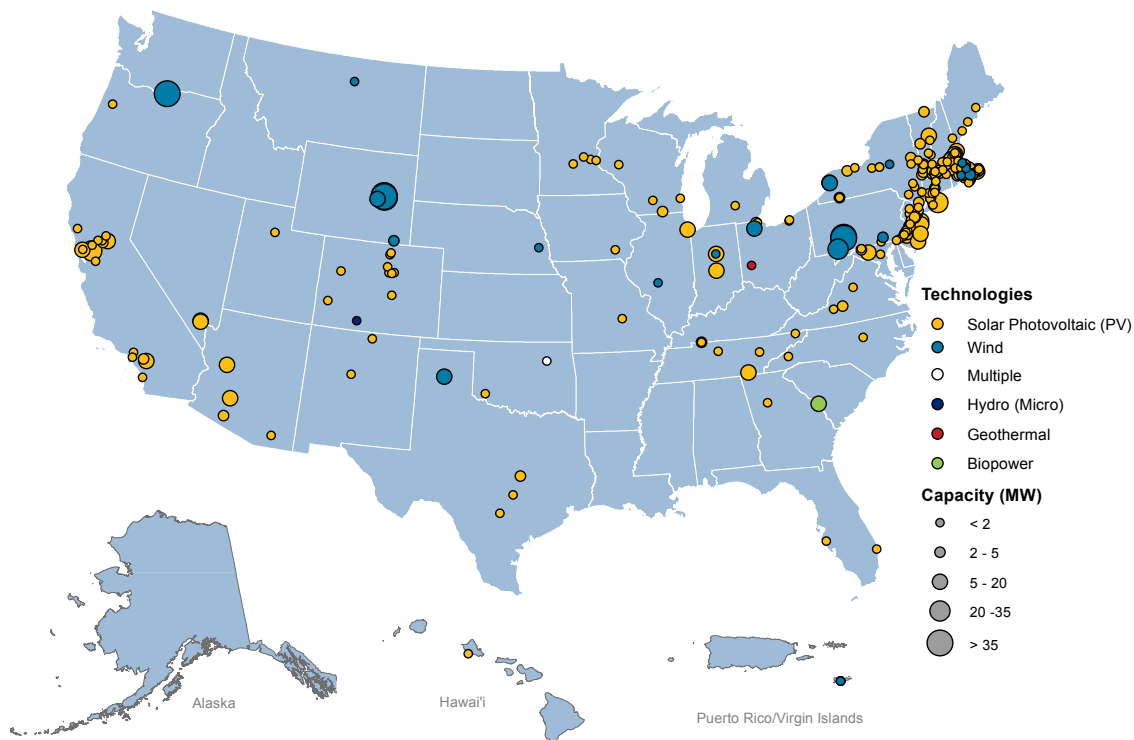 Technologies
Solar Photovoltaic (PV)
Wind
Multiple
Hydro (Micro)
Geothermal
Biopower
Capacity (MW)
< 2
2 - 5
5 - 20
20 -35
> 35
Alaska
Hawai'i
Puerto Rico/Virgin Islands